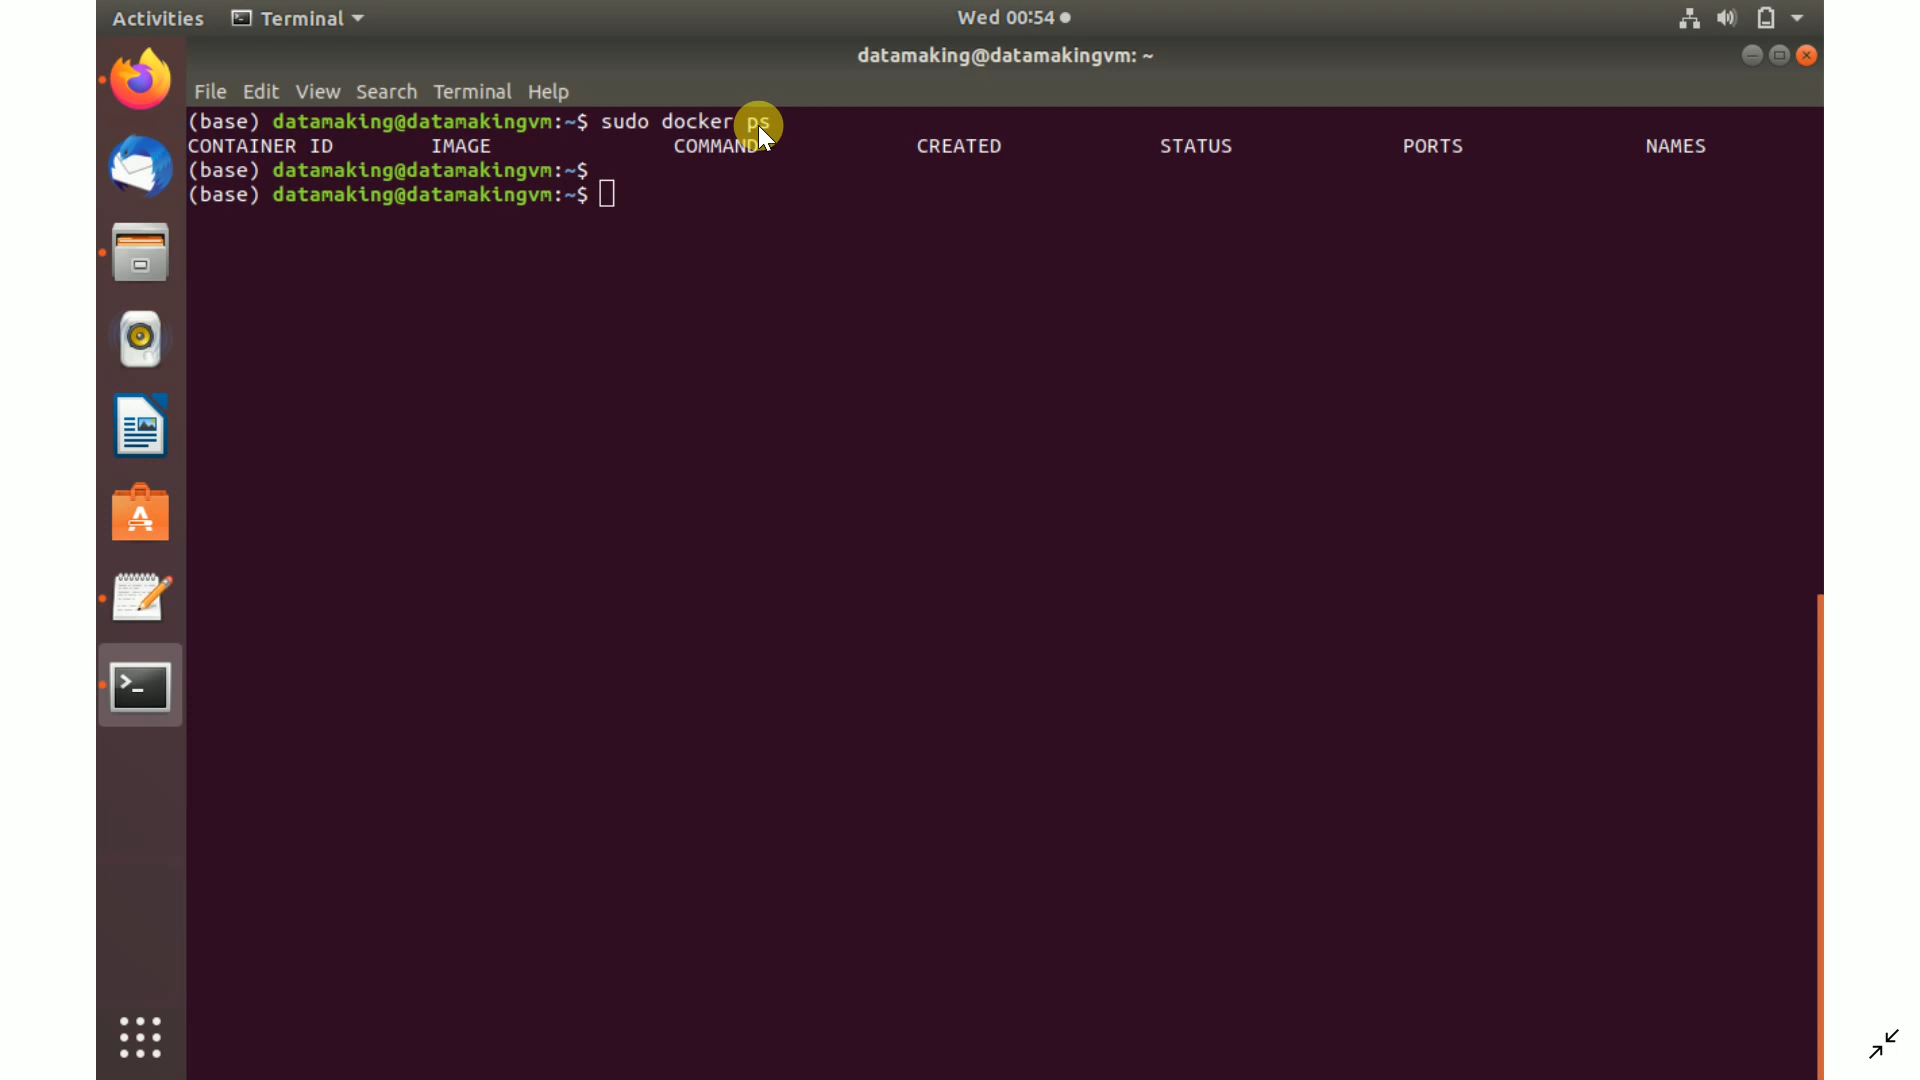 Activities Terminal Wed 00:54
datamaking@datamakingvm: ~
File Edit View Search Terminal Help
(base) datamaking@datamakingvm:~$ sudo docker ps
CONTAINER ID IMAGE COMMAND CREATED STATUS PORTS NAMES
(base) datamaking@datamakingvm:~$
(base) datamaking@datamakingvm:~$